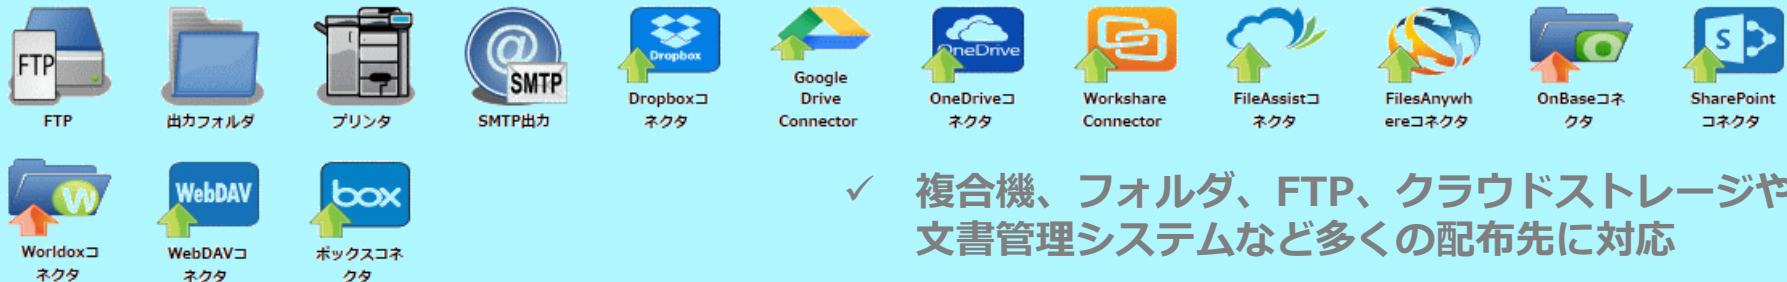 FTP
FTP
出力フォルダ
プリンタ
@
SMTP
SMTP出力
Dropbox
Dropboxコ
ネクタ
Google
Drive
Connector
OneDrive
OneDriveコ
ネクタ
Workshare
Connector
FileAssistコ
ネクタ
FilesAnywh
ereコネクタ
OnBaseコネ
クタ
S
SharePoint
コネクタ
W
Worldoxコ
ネクタ
WebDAV
WebDAVコ
ネクタ
box
ボックスコネ
クタ
✓ 複合機、フォルダ、FTP、クラウドストレージや
文書管理システムなど多くの配布先に対応